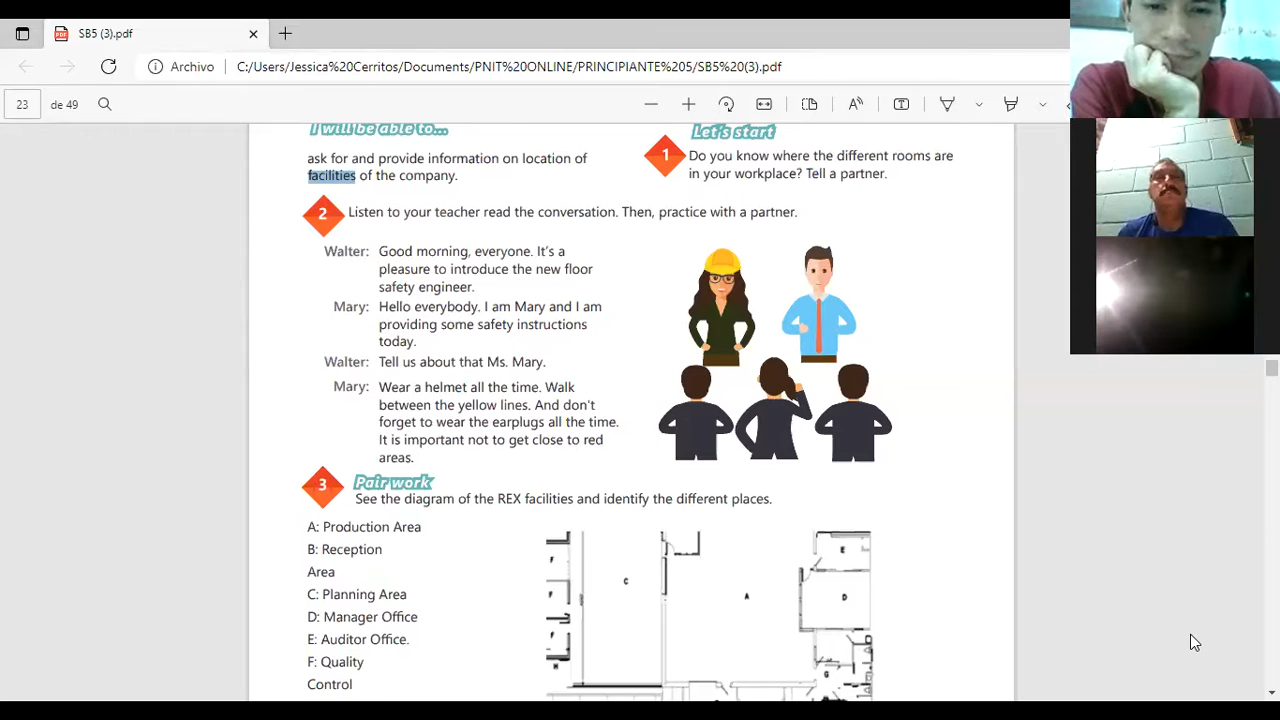 SB5 (3).pdf
Archivo
C:/Users/Jessica%20Cerritos/Documents/PNIT%20ONLINE/PRINCIPIANTE%205/SB5%20(3).pdf
23 de 49
I will be able to...
ask for and provide information on location of
facilities of the company.
Let's start
1 Do you know where the different rooms are
in your workplace? Tell a partner.
2 Listen to your teacher read the conversation. Then, practice with a partner.
Walter: Good morning, everyone. It's a
pleasure to introduce the new floor
safety engineer.
Mary: Hello everybody. I am Mary and I am
providing some safety instructions
today.
Walter: Tell us about that Ms. Mary.
Mary: Wear a helmet all the time. Walk
between the yellow lines. And don't
forget to wear the earplugs all the time.
It is important not to get close to red
areas.
3 Pair work
See the diagram of the REX facilities and identify the different places.
A: Production Area
B: Reception
Area
C: Planning Area
D: Manager Office
E: Auditor Office.
F: Quality
Control
F
F
F
H
C
A
E
D
G